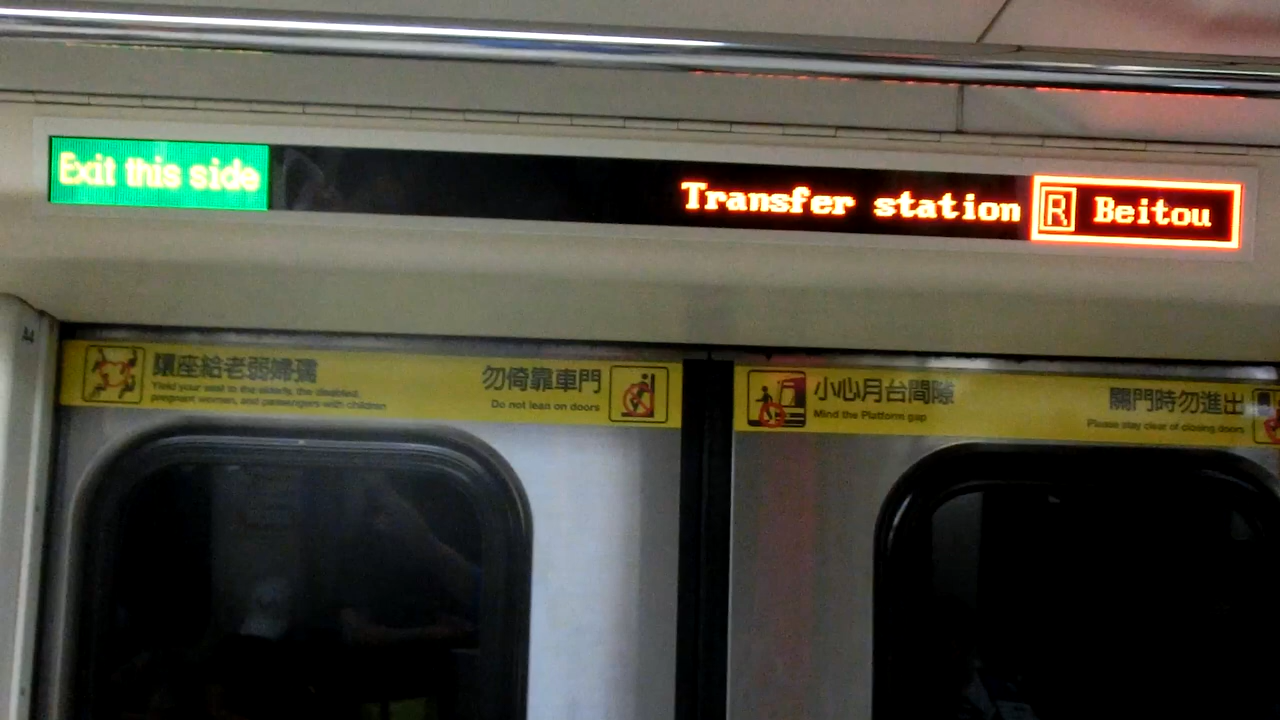 Exit this side
Transfer station R Beitou
讓座給老弱婦孺
Yield your seat to the elderly, the disabled,
pregnant women, and passengers with children
勿倚靠車門
Do not lean on doors
小心月台間隙
Mind the Platform gap
關門時勿進出
Please stay clear of closing doors